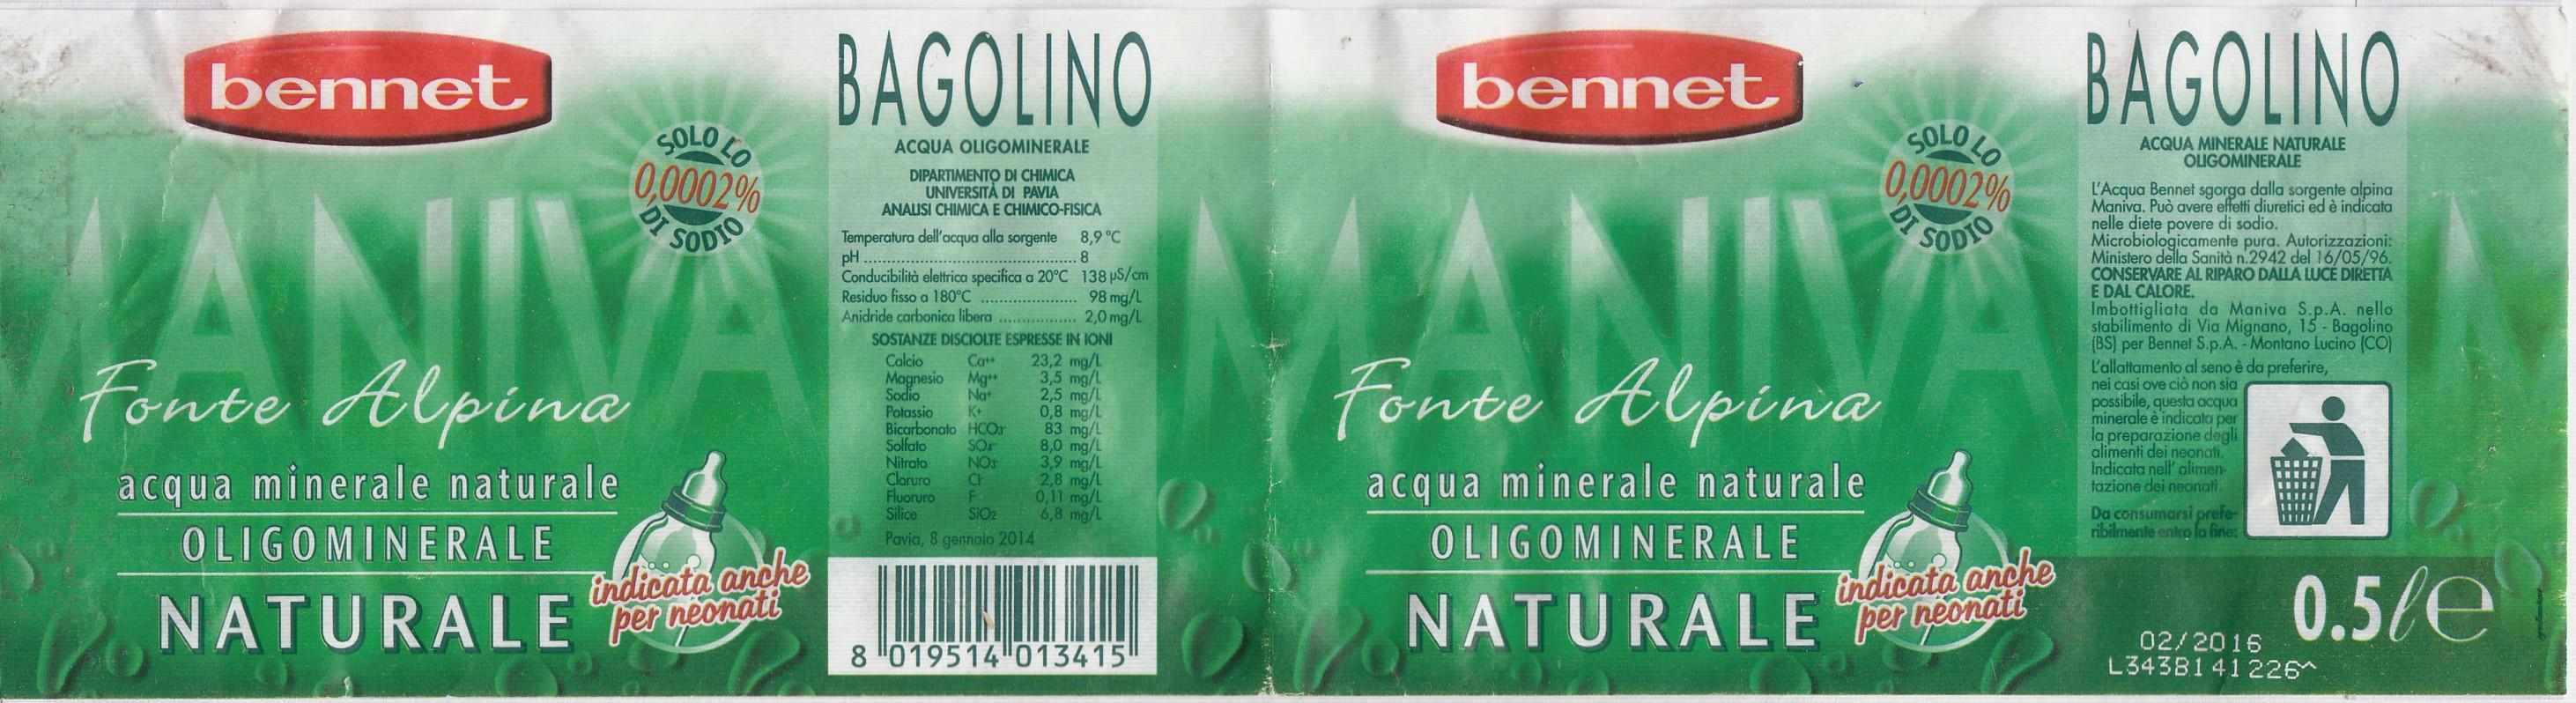 bennet
MANIVA
SOLO LO
0,0002%
DI SODIO
Fonte Alpina
acqua minerale naturale
OLIGOMINERALE
NATURALE
indicata anche
per neonati
BAGOLINO
ACQUA OLIGOMINERALE
DIPARTIMENTO DI CHIMICA
UNIVERSITÀ DI PAVIA
ANALISI CHIMICA E CHIMICO-FISICA
Temperatura dell'acqua alla sorgente 8,9 °C
pH ........................................... 8
Conducibilità elettrica specifica a 20°C 138 µS/cm
Residuo fisso a 180°C ................... 98 mg/L
Anidride carbonica libera ............... 2,0 mg/L
SOSTANZE DISCIOLTE ESPRESSE IN IONI
Calcio Ca++ 23,2 mg/L
Magnesio Mg++ 3,5 mg/L
Sodio Na+ 2,5 mg/L
Potassio K+ 0,8 mg/L
Bicarbonato HCO3- 83 mg/L
Solfato SO4-- 8,0 mg/L
Nitrato NO3- 3,9 mg/L
Cloruro Cl- 2,8 mg/L
Fluoruro F- 0,11 mg/L
Silice SiO2 6,8 mg/L
Pavia, 8 gennaio 2014
8 019514 013415
bennet
MANIVA
SOLO LO
0,0002%
DI SODIO
Fonte Alpina
acqua minerale naturale
OLIGOMINERALE
NATURALE
indicata anche
per neonati
BAGOLINO
ACQUA MINERALE NATURALE
OLIGOMINERALE
L'Acqua Bennet sgorga dalla sorgente alpina
Maniva. Può avere effetti diuretici ed è indicata
nelle diete povere di sodio.
Microbiologicamente pura. Autorizzazioni:
Ministero della Sanità n.2942 del 16/05/96.
CONSERVARE AL RIPARO DALLA LUCE DIRETTA
E DAL CALORE.
Imbottigliata da Maniva S.p.A. nello
stabilimento di Via Mignano, 15 - Bagolino
(BS) per Bennet S.p.A. - Montano Lucino (CO)
L'allattamento al seno è da preferire,
nei casi ove ciò non sia
possibile, questa acqua
minerale è indicata per
la preparazione degli
alimenti dei neonati.
Indicata nell' alimen-
tazione dei neonati.
Da consumarsi prefe-
ribilmente entro la fine:
0.5 l e
02/2016
L343B141226^